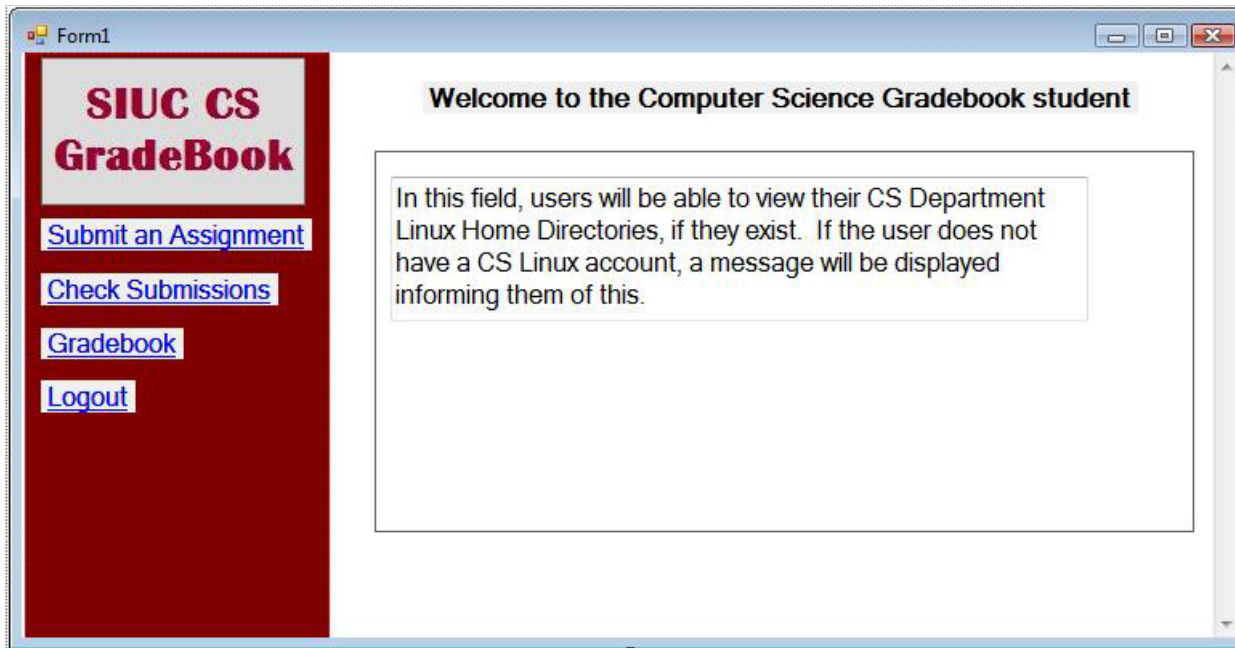 Form1
SIUC CS
GradeBook
Submit an Assignment
Check Submissions
Gradebook
Logout
Welcome to the Computer Science Gradebook student
In this field, users will be able to view their CS Department
Linux Home Directories, if they exist.  If the user does not
have a CS Linux account, a message will be displayed
informing them of this.